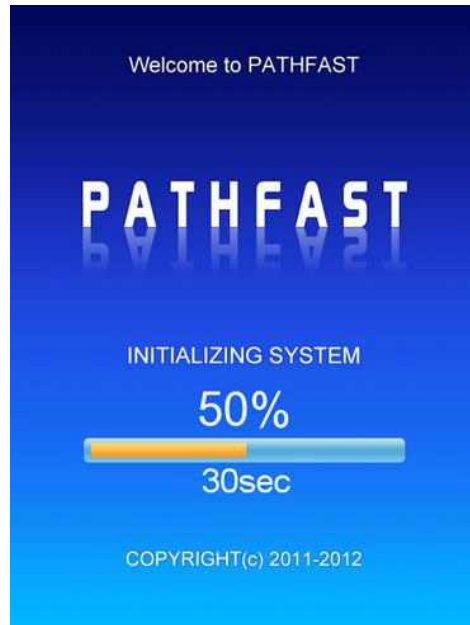 Welcome to PATHFAST
PATHFAST
INITIALIZING SYSTEM
50%
30sec
COPYRIGHT(c) 2011-2012